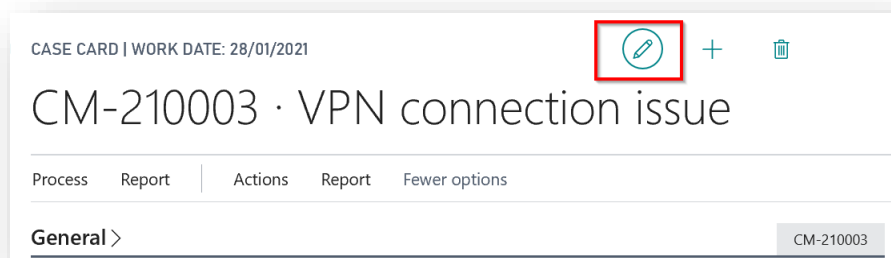 CASE CARD | WORK DATE: 28/01/2021
CM-210003 · VPN connection issue
Process Report Actions Report Fewer options
General CM-210003